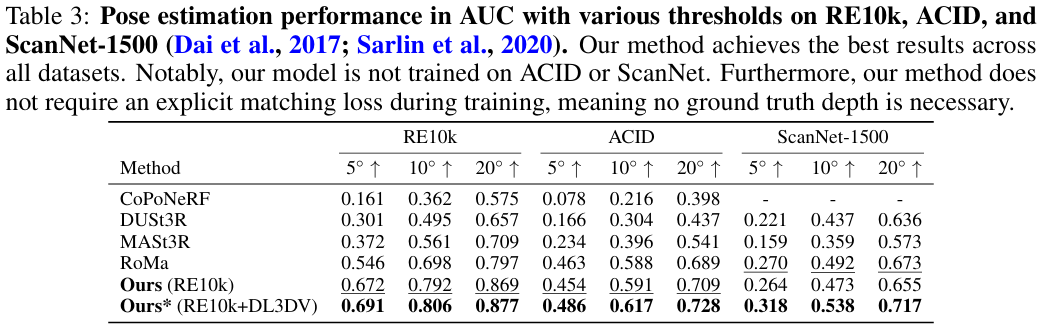 Table 3: Pose estimation performance in AUC with various thresholds on RE10k, ACID, and
ScanNet-1500 (Dai et al., 2017; Sarlin et al., 2020). Our method achieves the best results across
all datasets. Notably, our model is not trained on ACID or ScanNet. Furthermore, our method does
not require an explicit matching loss during training, meaning no ground truth depth is necessary.
RE10k ACID ScanNet-1500
Method 5° ↑ 10° ↑ 20° ↑ 5° ↑ 10° ↑ 20° ↑ 5° ↑ 10° ↑ 20° ↑
CoPoNeRF 0.161 0.362 0.575 0.078 0.216 0.398 - - -
DUSt3R 0.301 0.495 0.657 0.166 0.304 0.437 0.221 0.437 0.636
MASt3R 0.372 0.561 0.709 0.234 0.396 0.541 0.159 0.359 0.573
RoMa 0.546 0.698 0.797 0.463 0.588 0.689 0.270 0.492 0.673
Ours (RE10k) 0.672 0.792 0.869 0.454 0.591 0.709 0.264 0.473 0.655
Ours* (RE10k+DL3DV) 0.691 0.806 0.877 0.486 0.617 0.728 0.318 0.538 0.717